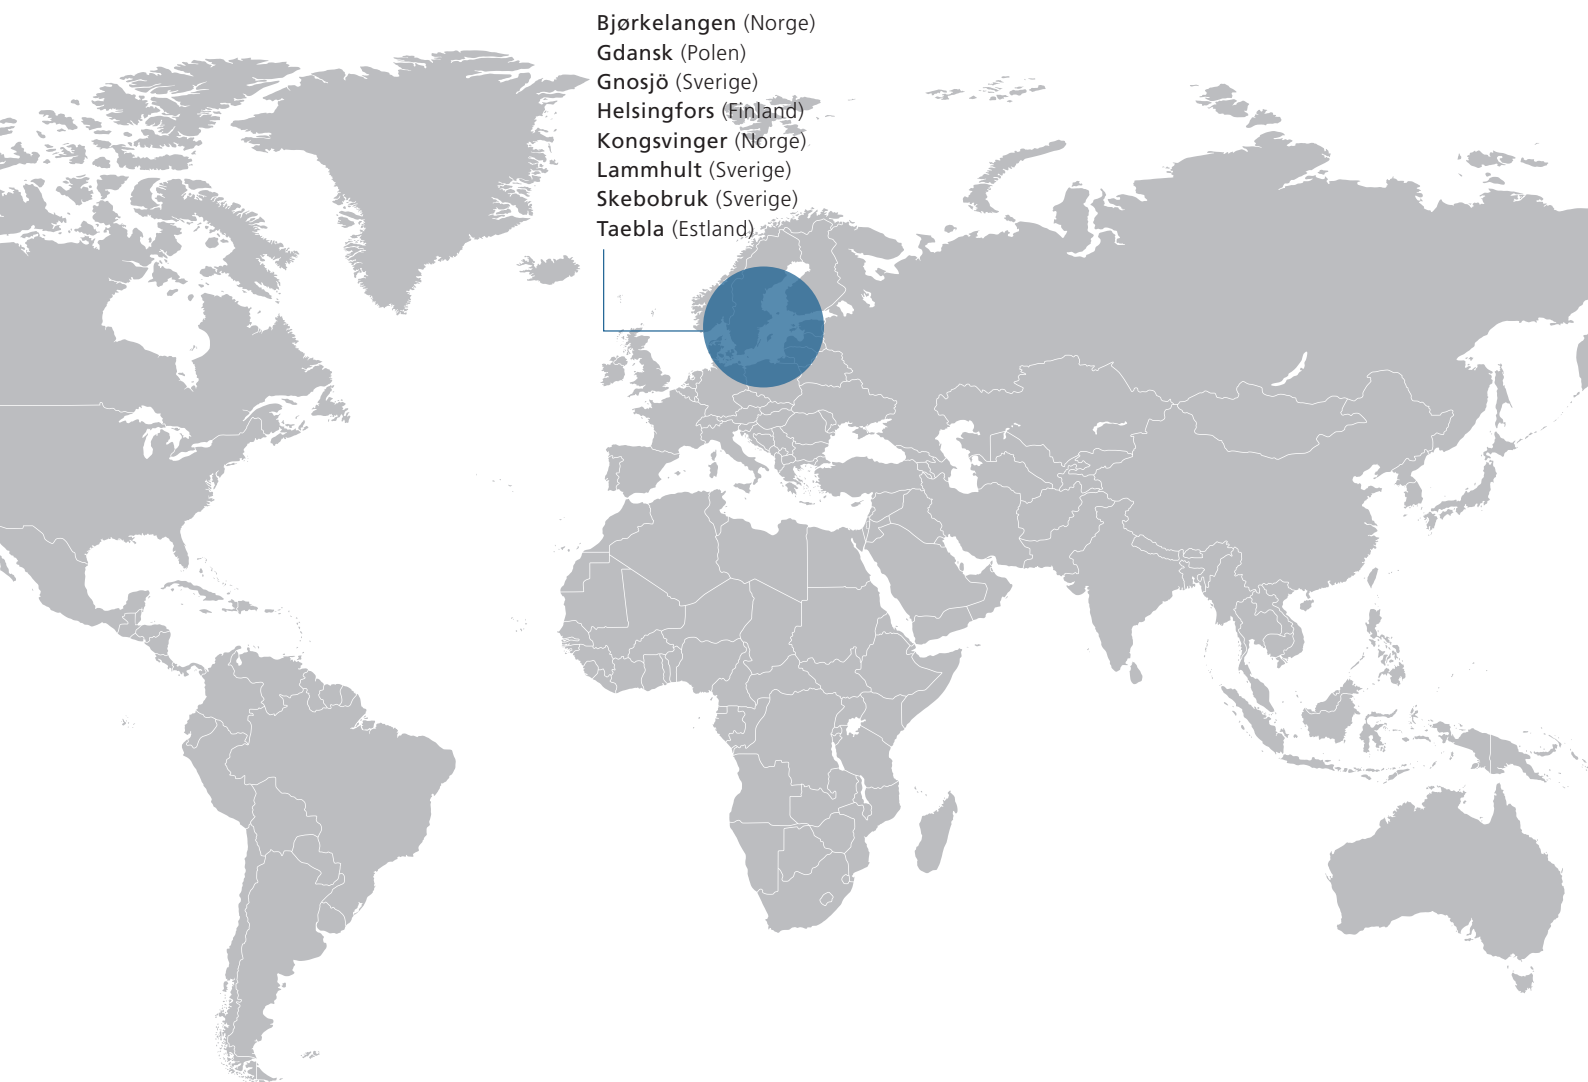 Bjørkelangen (Norge)
Gdansk (Polen)
Gnosjö (Sverige)
Helsingfors (Finland)
Kongsvinger (Norge)
Lammhult (Sverige)
Skebobruk (Sverige)
Taebla (Estland)